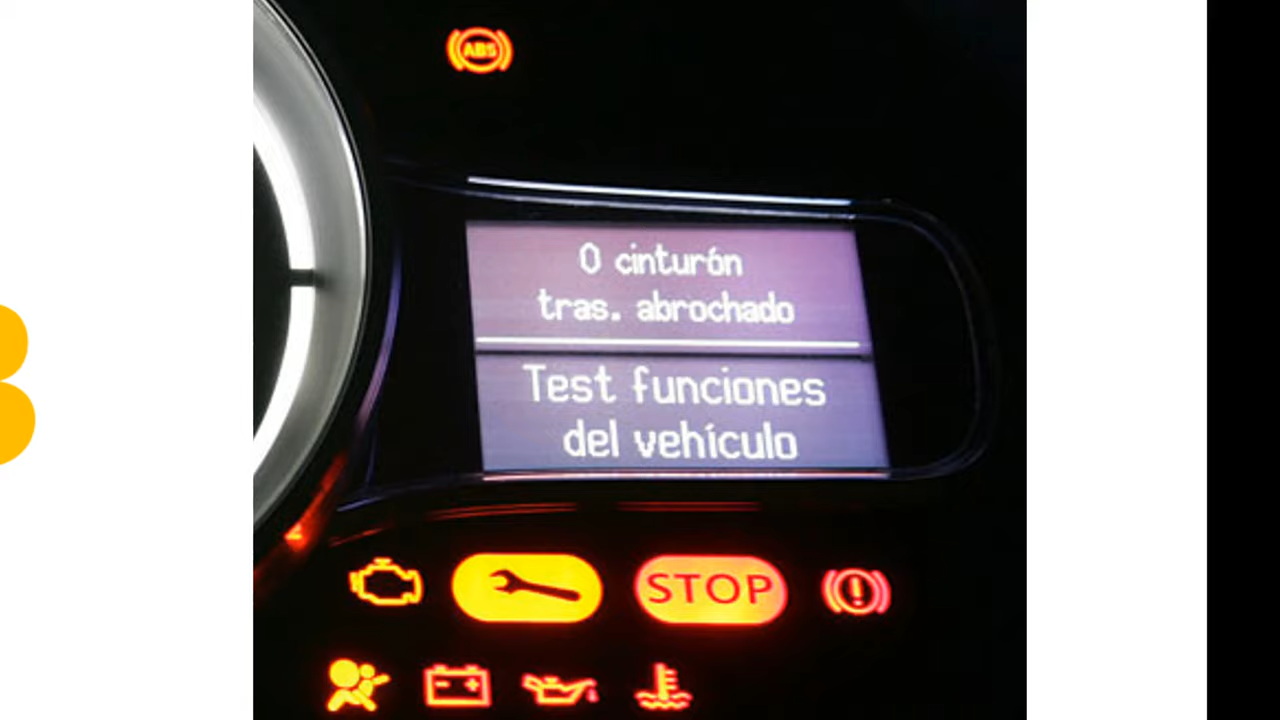 ABS
0 cinturón
tras. abrochado
Test funciones
del vehículo
STOP